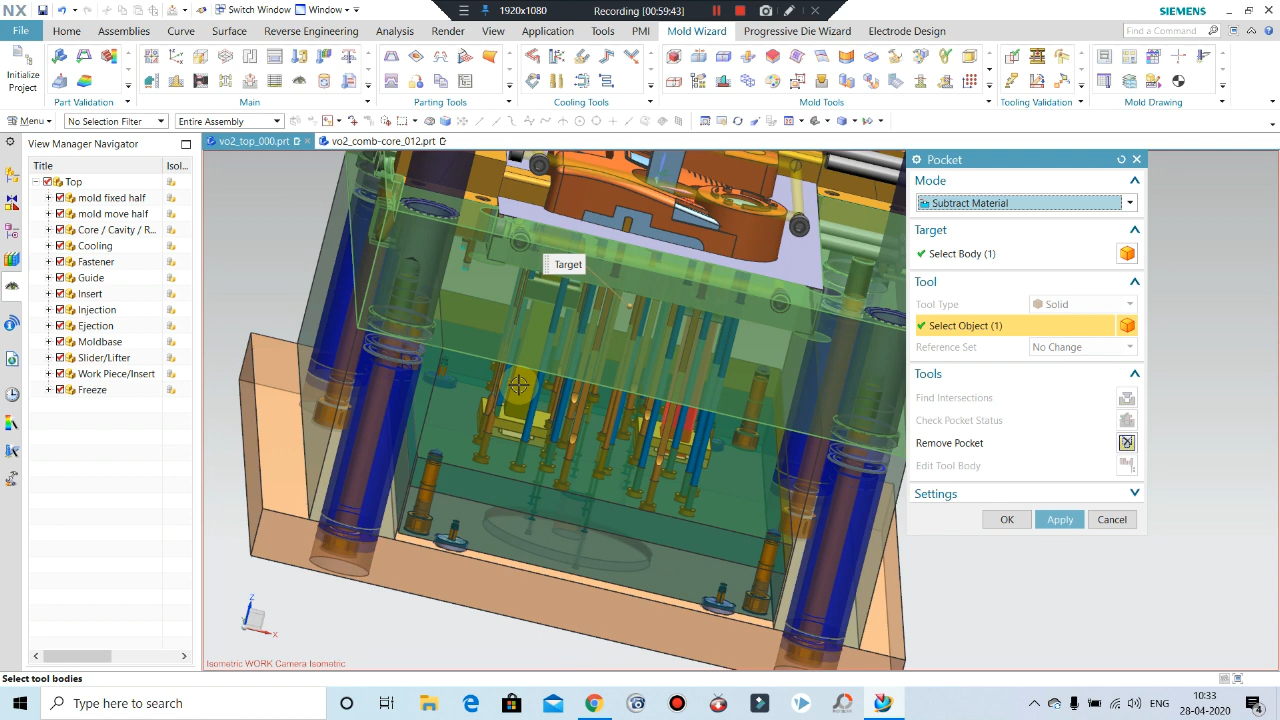 NX
Switch Window
Window
1920x1080
Recording [00:59:43]
SIEMENS
File
Home
Curve
Surface
Analysis
Render
View
Application
Tools
PMI
Mold Wizard
Progressive Die Wizard
Electrode Design
Find a Command
Initialize
Project
Part Validation
Main
Parting Tools
Cooling Tools
Mold Tools
Tooling Validation
Mold Drawing
Menu
No Selection Filter
Entire Assembly
View Manager Navigator
vo2_top_000.prt
vo2_comb-core_012.prt
Title
Isol...
Top
mold fixed half
mold move half
Core / Cavity / R...
Cooling
Fastener
Guide
Insert
Injection
Ejection
Moldbase
Slider/Lifter
Work Piece/Insert
Freeze
Target
Z
X
Isometric WORK Camera Isometric
Pocket
Mode
Subtract Material
Target
Select Body (1)
Tool
Tool Type
Solid
Select Object (1)
Reference Set
No Change
Tools
Find Intersections
Check Pocket Status
Remove Pocket
Edit Tool Body
Settings
OK
Apply
Cancel
Select tool bodies
Type here to search
ENG
10:33
28-04-2020